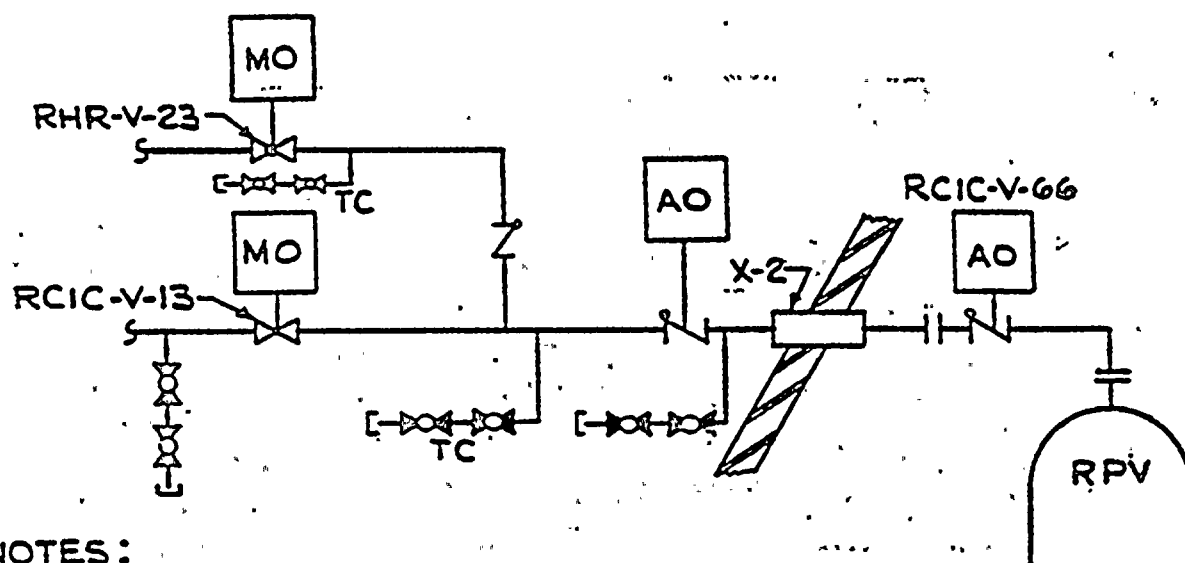 MO
RHR-V-23
TC
AO
RCIC-V-66
MO
AO
X-2
RCIC-V-13
TC
RPV
NOTES: